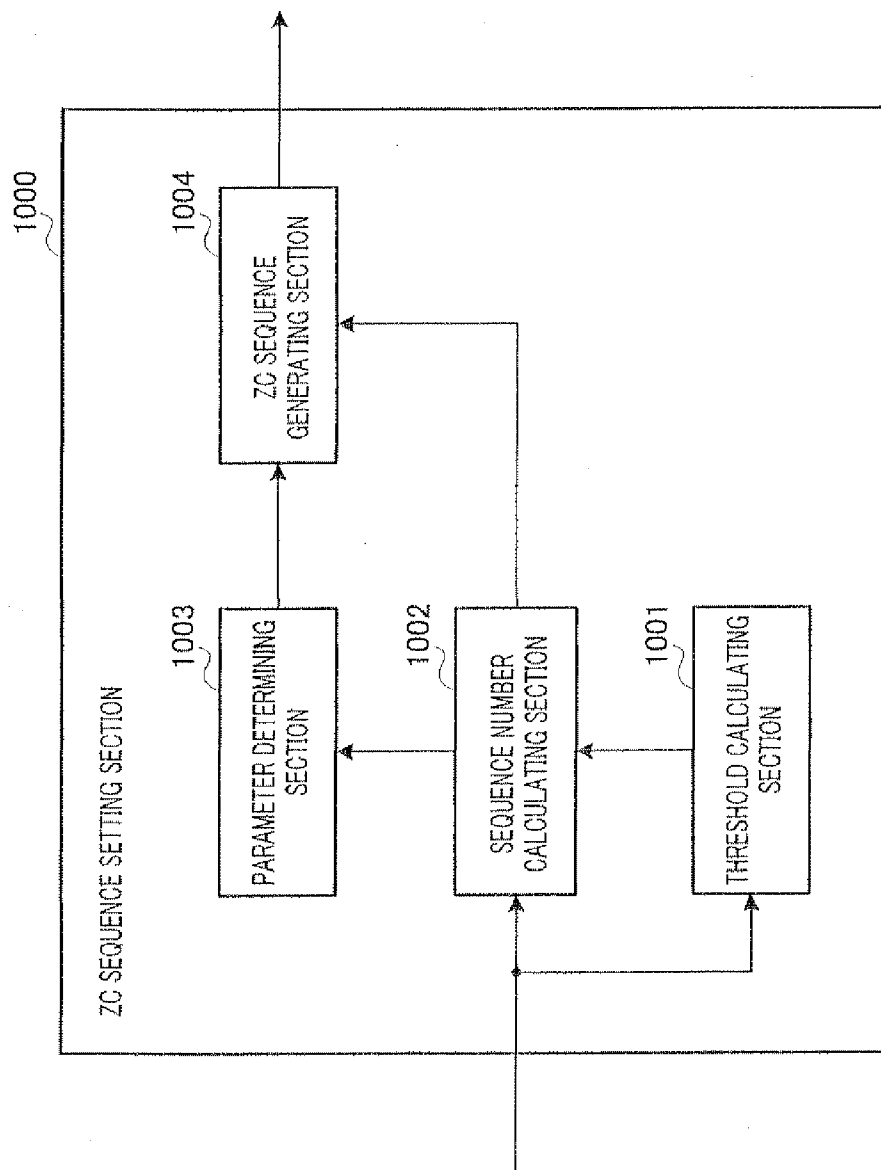 1000
ZC SEQUENCE SETTING SECTION
1003
PARAMETER DETERMINING
SECTION
1004
ZC SEQUENCE
GENERATING SECTION
1002
SEQUENCE NUMBER
CALCULATING SECTION
1001
THRESHOLD CALCULATING
SECTION